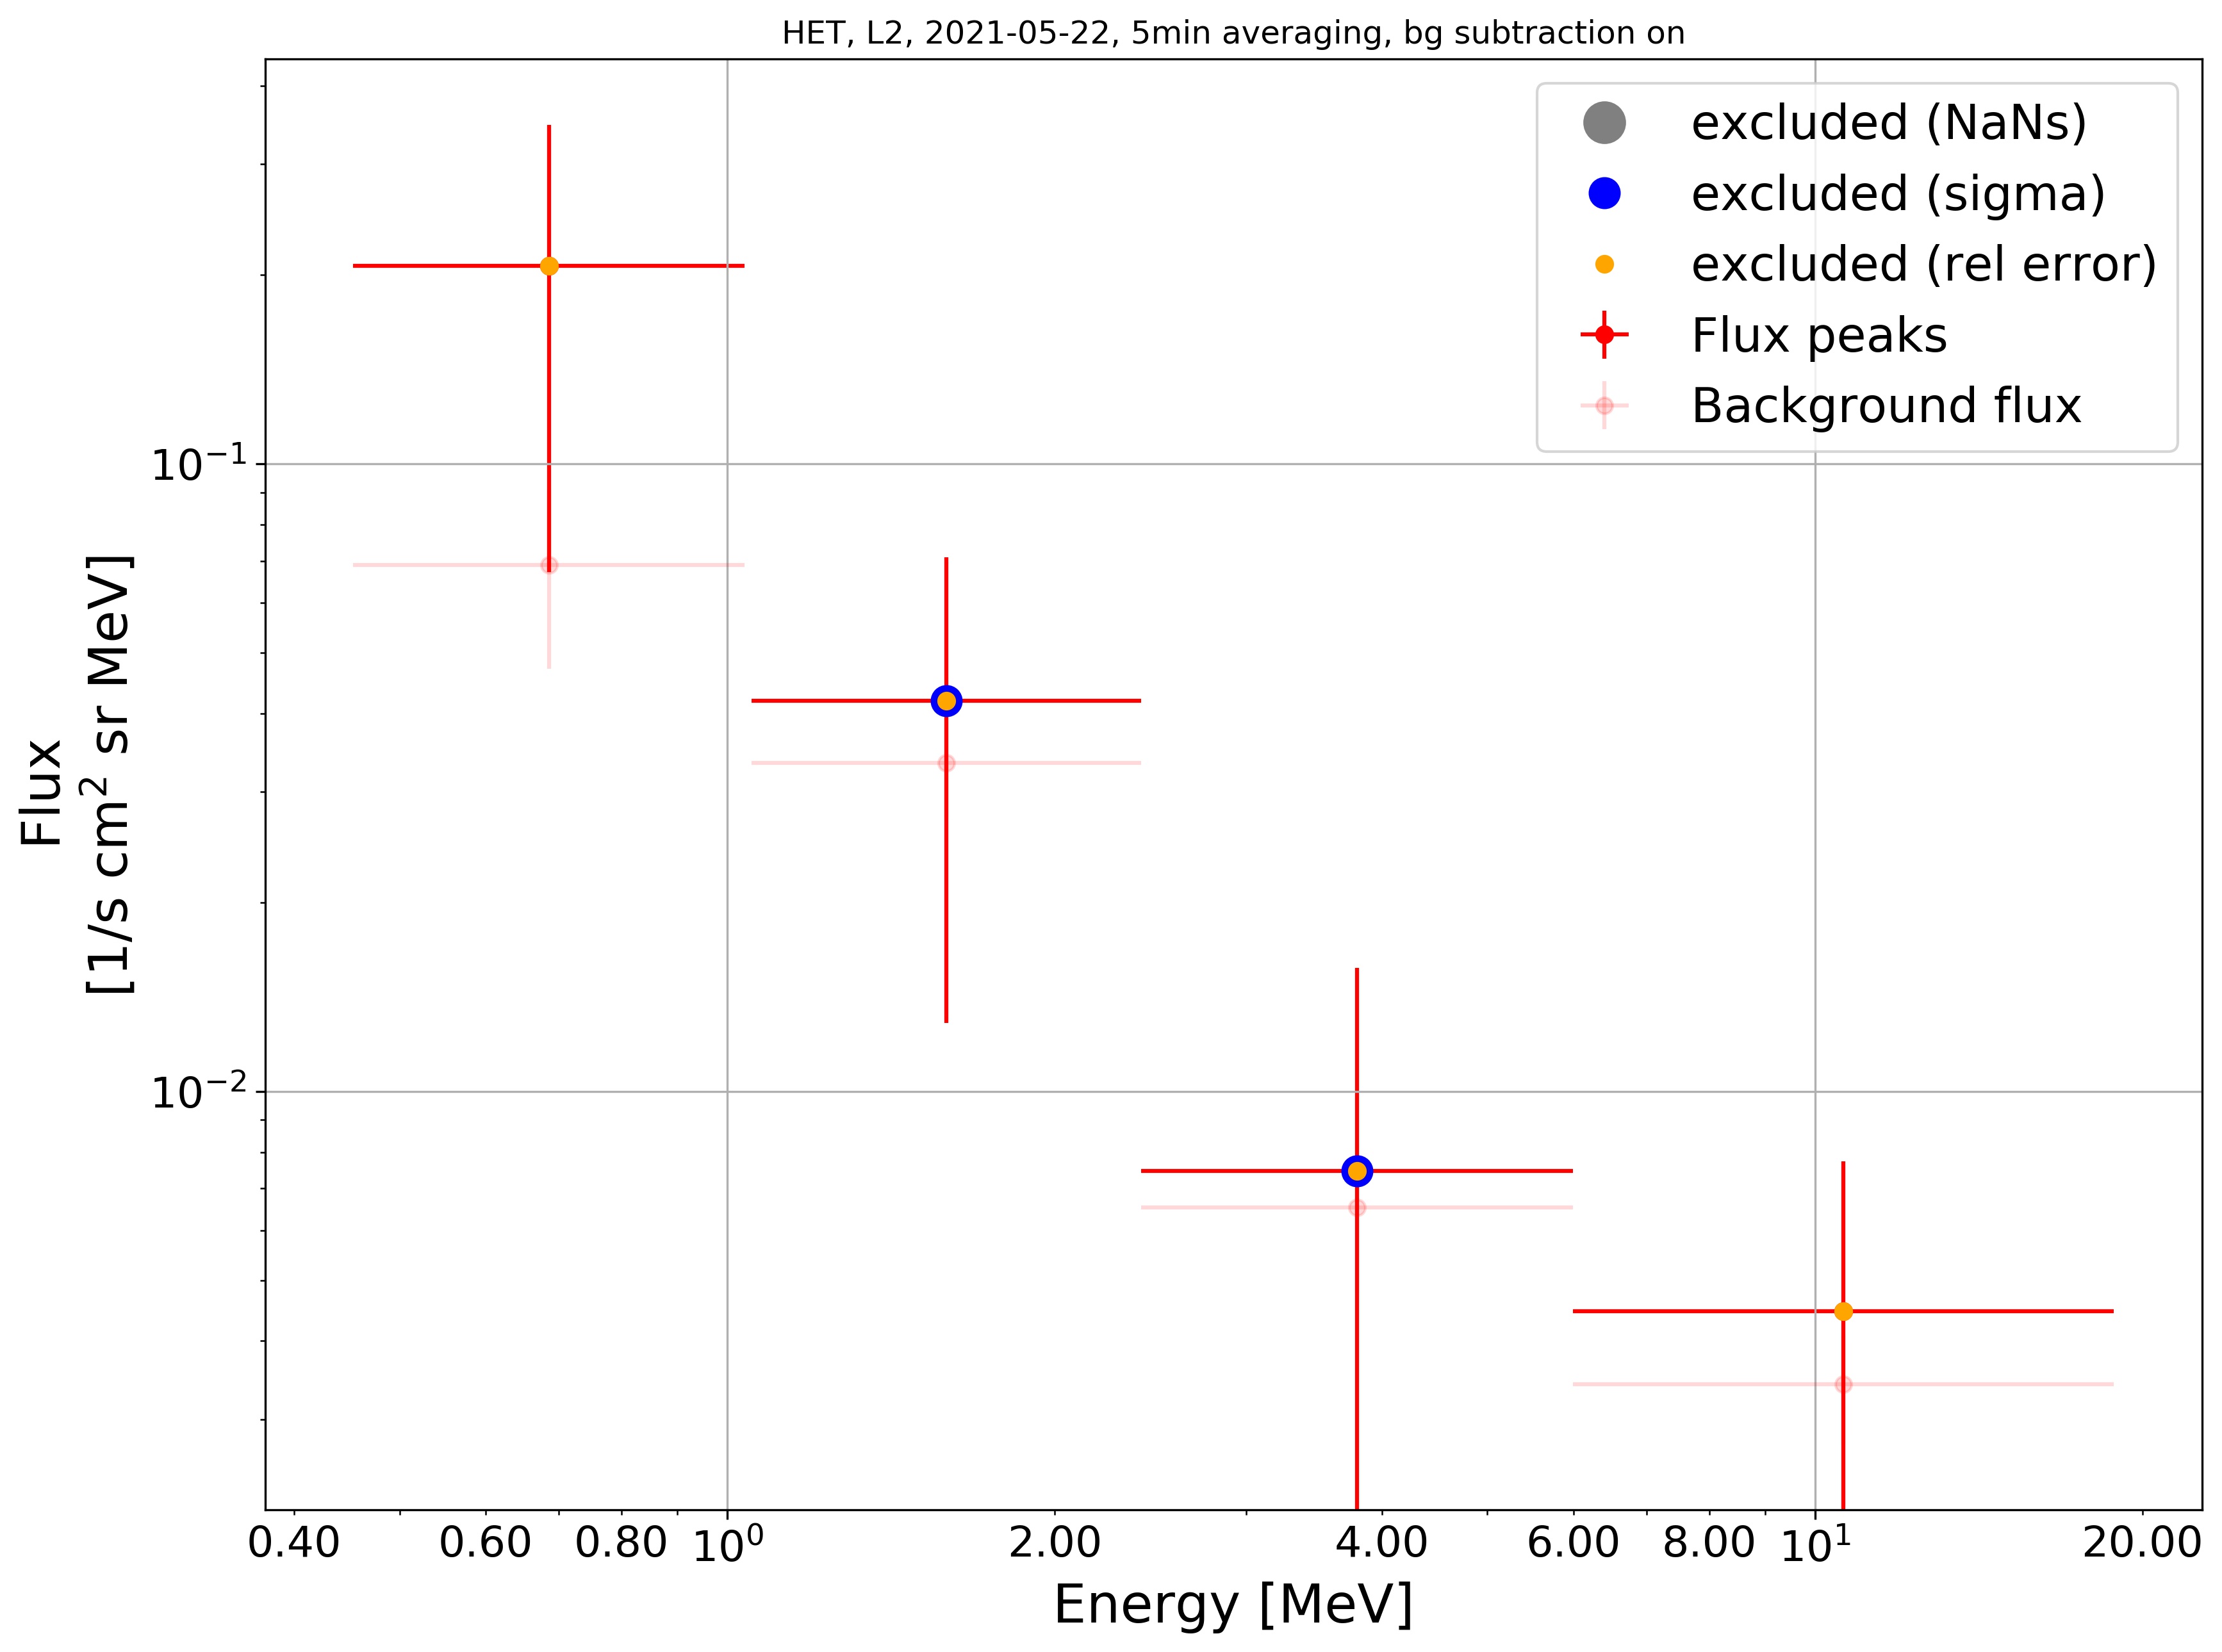 HET, L2, 2021-05-22, 5min averaging, bg subtraction on
excluded (NaNs)
excluded (sigma)
excluded (rel error)
Flux peaks
Background flux
Flux
[1/s cm² sr MeV]
10⁻¹
10⁻²
0.40 0.60 0.80 10⁰ 2.00 4.00 6.00 8.00 10¹ 20.00
Energy [MeV]